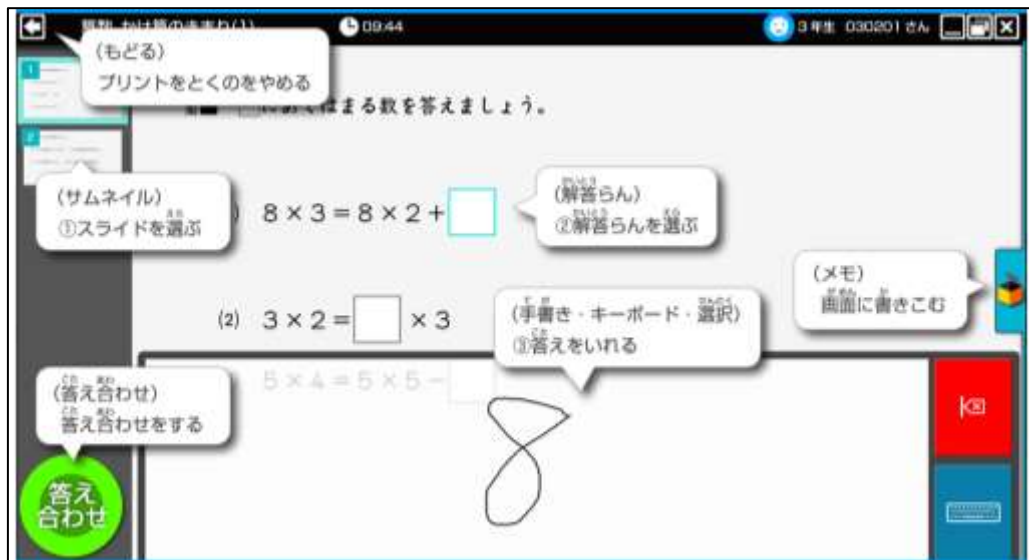 09:44
3年生 030201さん
(もどる)
プリントをとくのをやめる
まる数を答えましょう。
1
2
(サムネイル)
①スライドを選ぶ
8×3=8×2+
(解答らん)
②解答らんを選ぶ
(メモ)
画面に書きこむ
(2) 3×2= ×3
(手書き・キーボード・選択)
③答えをいれる
5×4=5×5-
(答え合わせ)
答え合わせをする
8
答え
合わせ